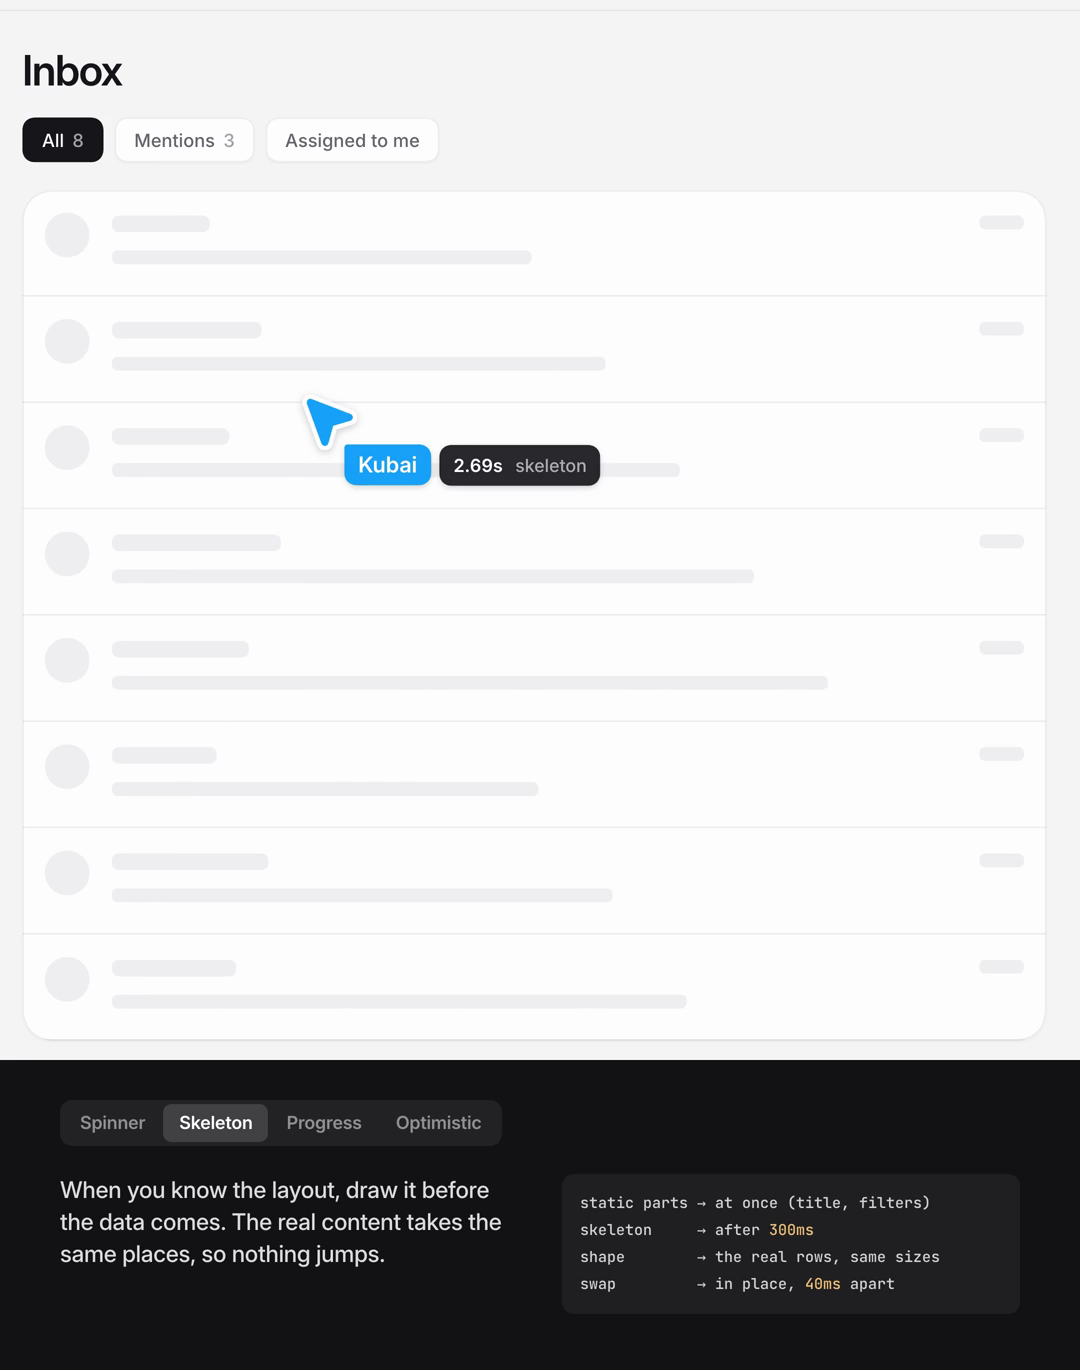 Inbox
All 8
Mentions 3
Assigned to me
Kubai
2.69s skeleton
Spinner
Skeleton
Progress
Optimistic
When you know the layout, draw it before
the data comes. The real content takes the
same places, so nothing jumps.
static parts → at once (title, filters)
skeleton → after 300ms
shape → the real rows, same sizes
swap → in place, 40ms apart